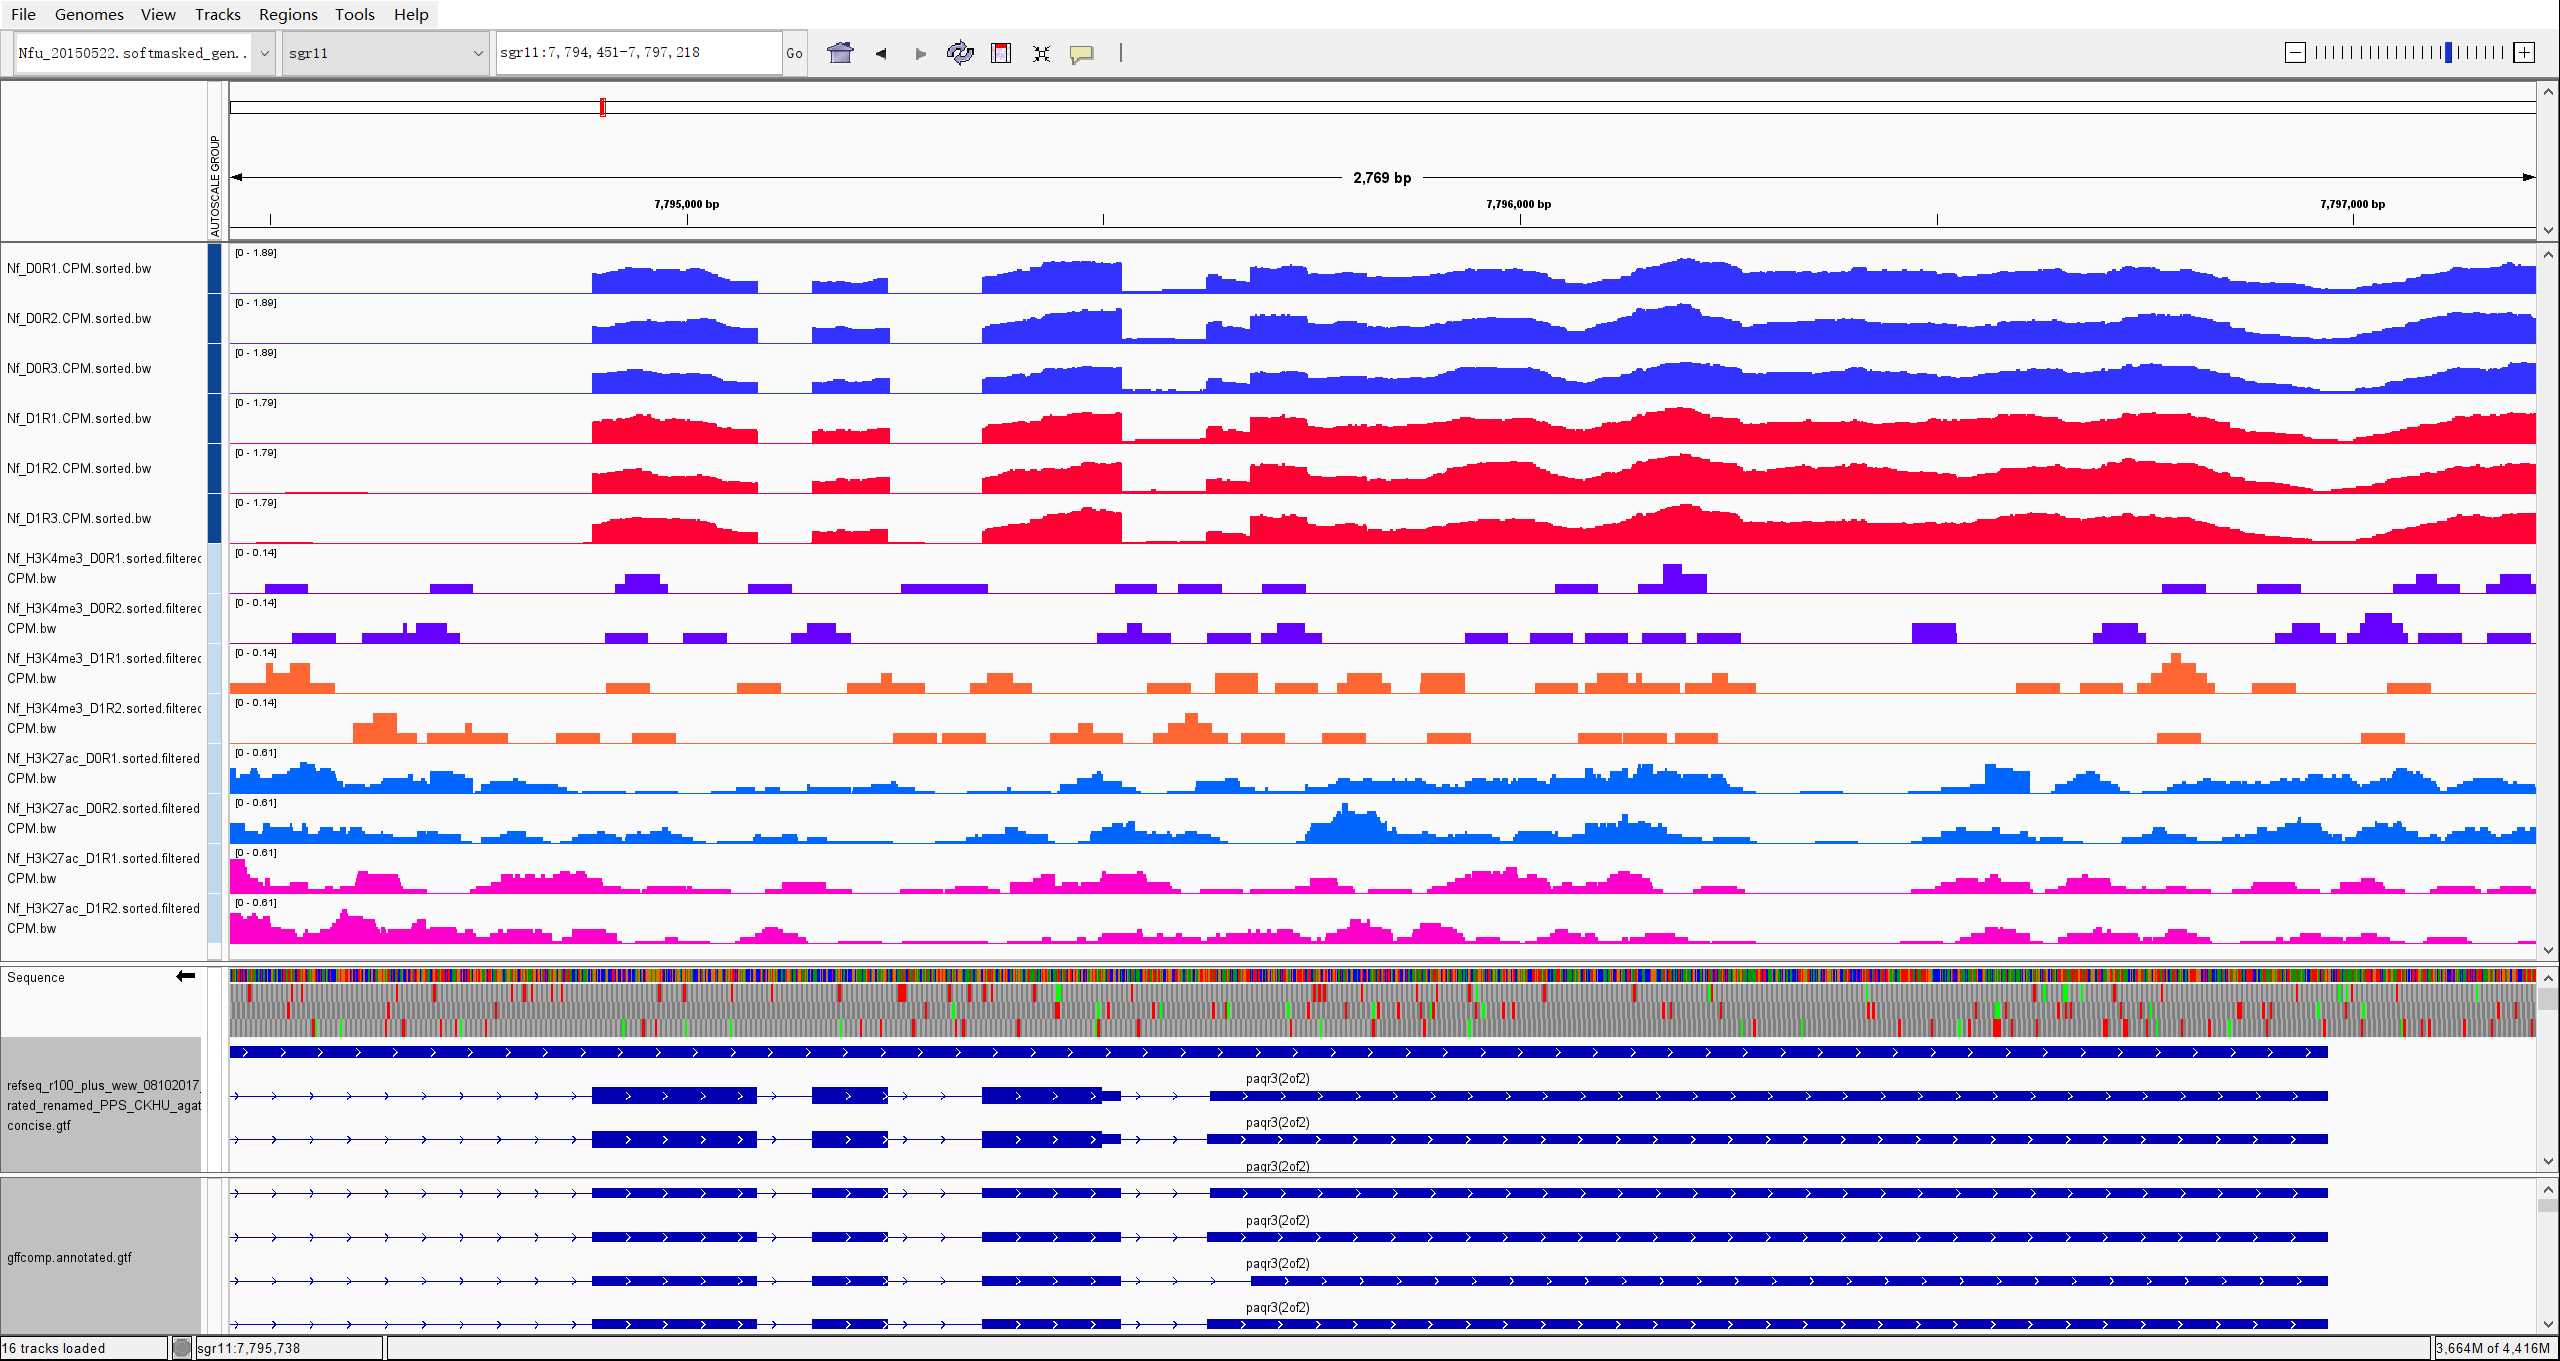 File Genomes View Tracks Regions Tools Help
Nfu_20150522.softmasked_gen.. sgr11 sgr11:7,794,451-7,797,218 Go
AUTOSCALE GROUP
2,769 bp
7,795,000 bp 7,796,000 bp 7,797,000 bp
Nf_D0R1.CPM.sorted.bw [0 - 1.89]
Nf_D0R2.CPM.sorted.bw [0 - 1.89]
Nf_D0R3.CPM.sorted.bw [0 - 1.89]
Nf_D1R1.CPM.sorted.bw [0 - 1.79]
Nf_D1R2.CPM.sorted.bw [0 - 1.79]
Nf_D1R3.CPM.sorted.bw [0 - 1.79]
Nf_H3K4me3_D0R1.sorted.filtered [0 - 0.14]
CPM.bw
Nf_H3K4me3_D0R2.sorted.filtered [0 - 0.14]
CPM.bw
Nf_H3K4me3_D1R1.sorted.filtered [0 - 0.14]
CPM.bw
Nf_H3K4me3_D1R2.sorted.filtered [0 - 0.14]
CPM.bw
Nf_H3K27ac_D0R1.sorted.filtered [0 - 0.61]
CPM.bw
Nf_H3K27ac_D0R2.sorted.filtered [0 - 0.61]
CPM.bw
Nf_H3K27ac_D1R1.sorted.filtered [0 - 0.61]
CPM.bw
Nf_H3K27ac_D1R2.sorted.filtered [0 - 0.61]
CPM.bw
Sequence
paqr3(2of2)
refseq_r100_plus_wew_08102017_
rated_renamed_PPS_CKHU_agat
concise.gtf
paqr3(2of2)
paqr3(2of2)
paqr3(2of2)
gffcomp.annotated.gtf
paqr3(2of2)
paqr3(2of2)
16 tracks loaded sgr11:7,795,738 3,664M of 4,416M